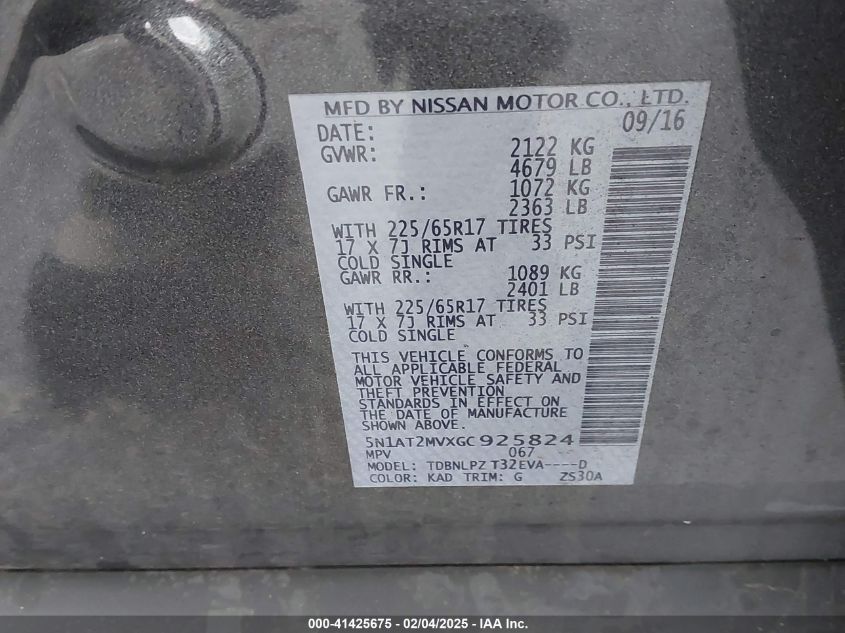 MFD BY NISSAN MOTOR CO., LTD.
DATE: 09/16
GVWR: 2122 KG
4679 LB
GAWR FR.: 1072 KG
2363 LB
WITH 225/65R17 TIRES
17 X 7J RIMS AT 33 PSI
COLD SINGLE
GAWR RR.: 1089 KG
2401 LB
WITH 225/65R17 TIRES
17 X 7J RIMS AT 33 PSI
COLD SINGLE
THIS VEHICLE CONFORMS TO
ALL APPLICABLE FEDERAL
MOTOR VEHICLE SAFETY AND
THEFT PREVENTION
STANDARDS IN EFFECT ON
THE DATE OF MANUFACTURE
SHOWN ABOVE.
5N1AT2MVXGC925824
MPV 067
MODEL: TDBNLPZ T32EVA----D
COLOR: KAD TRIM: G ZS30A
000-41425675 - 02/04/2025 - © IAA Inc.